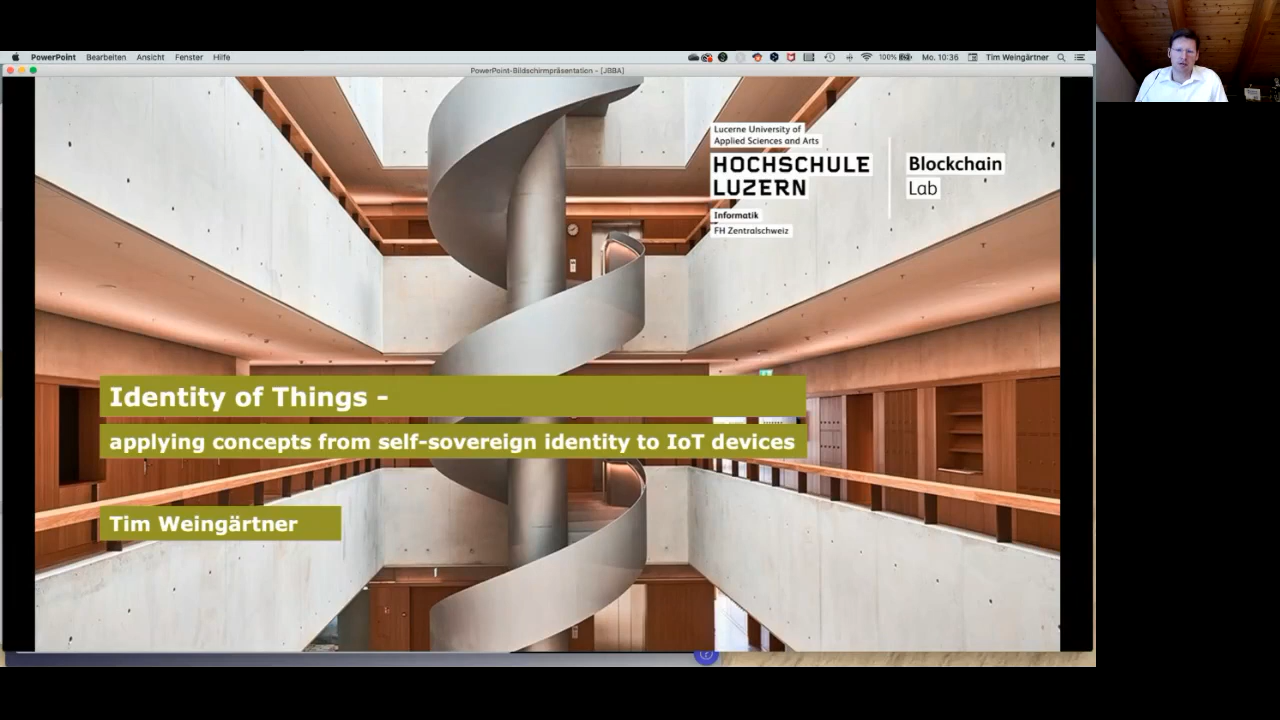 PowerPoint Bearbeiten Ansicht Fenster Hilfe 100% Mo. 10:36 Tim Weingärtner
PowerPoint-Bildschirmpräsentation - [JBBA]
Lucerne University of
Applied Sciences and Arts
HOCHSCHULE
LUZERN
Informatik
FH Zentralschweiz
Blockchain
Lab
Identity of Things -
applying concepts from self-sovereign identity to IoT devices
Tim Weingärtner